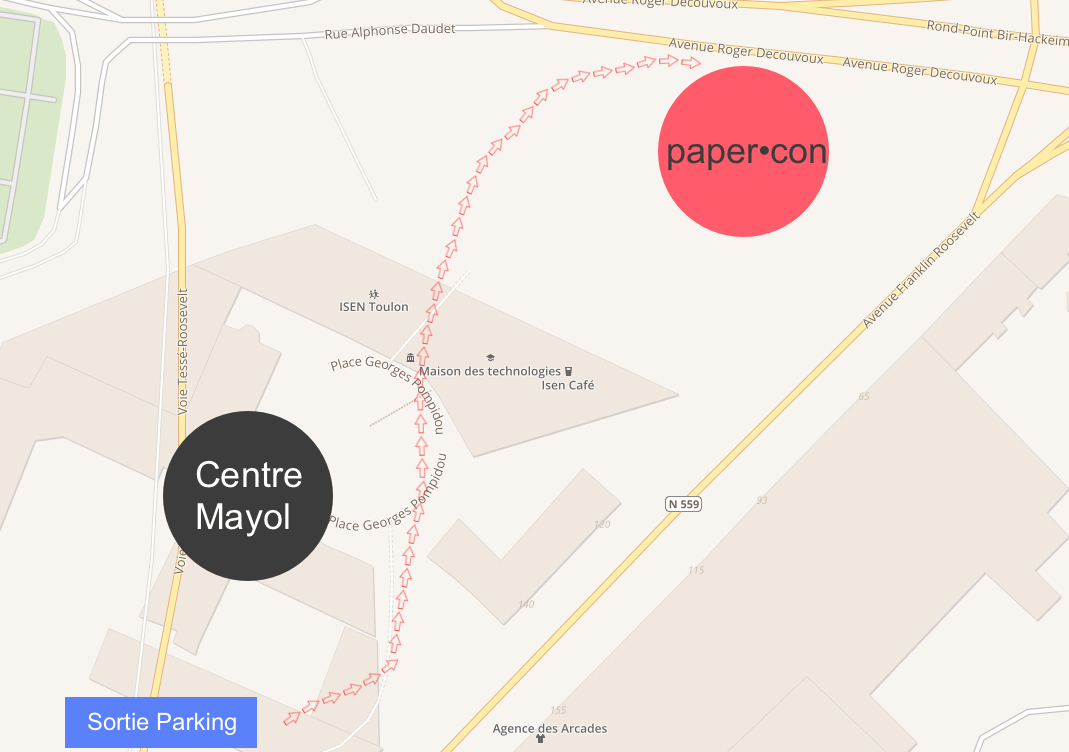 Avenue Roger Decouvoux
Rue Alphonse Daudet
Rond-Point Bir-Hackeim
Avenue Roger Decouvoux
Avenue Roger Decouvoux
paper•con
Avenue Franklin Roosevelt
Voie Tessé-Roosevelt
ISEN Toulon
Place Georges Pompidou
Maison des technologies
Isen Café
65
Centre
Mayol
Place Georges Pompidou
N 559
93
120
Voie
115
140
Sortie Parking
155
Agence des Arcades